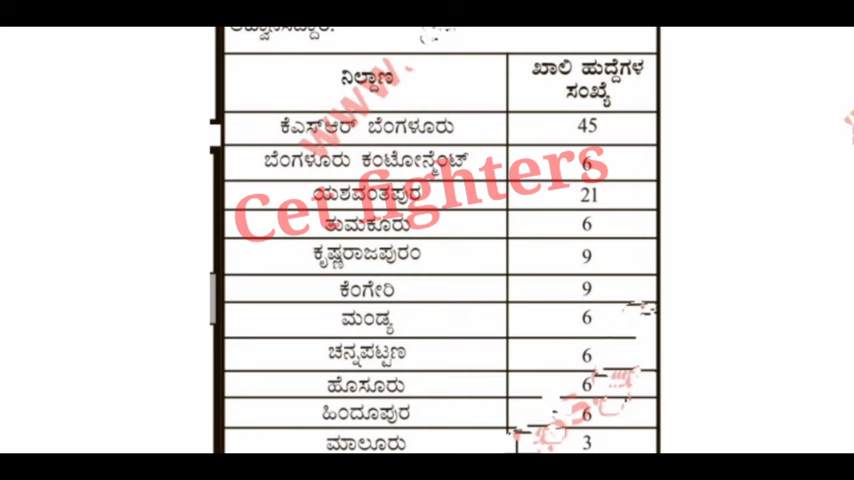 ನಿಲ್ದಾಣ ಖಾಲಿ ಹುದ್ದೆಗಳ ಸಂಖ್ಯೆ
ಕೆಎಸ್ಆರ್ ಬೆಂಗಳೂರು 45
ಬೆಂಗಳೂರು ಕಂಟೋನ್ಮೆಂಟ್ 6
ಯಶವಂತಪುರ 21
ತುಮಕೂರು 6
ಕೃಷ್ಣರಾಜಪುರಂ 9
ಕೆಂಗೇರಿ 9
ಮಂಡ್ಯ 6
ಚನ್ನಪಟ್ಟಣ 6
ಹೊಸೂರು 6
ಹಿಂದೂಪುರ 6
ಮಾಲೂರು 3
www.
Cet fighters